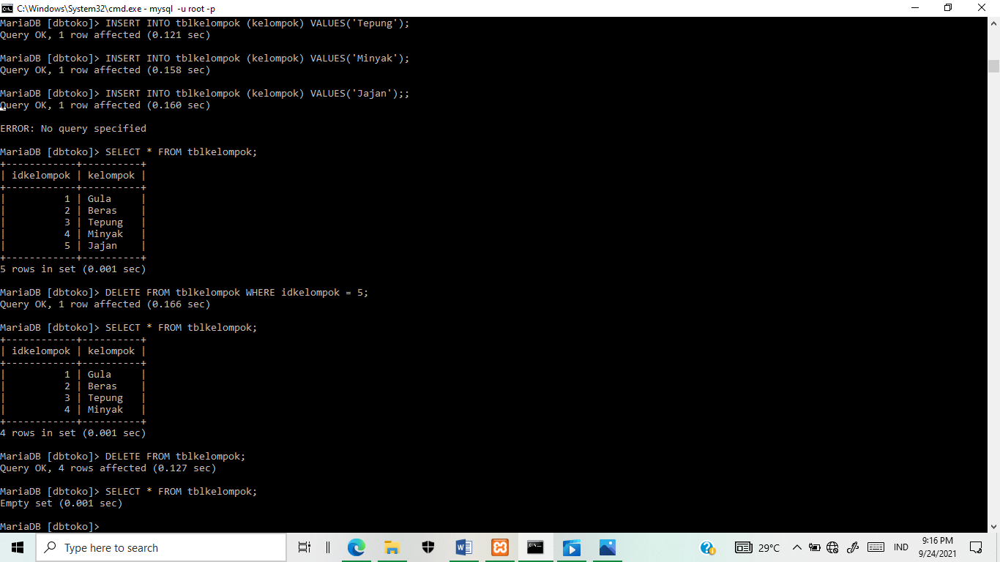 C:\Windows\System32\cmd.exe - mysql  -u root -p
MariaDB [dbtoko]> INSERT INTO tblkelompok (kelompok) VALUES('Tepung');
Query OK, 1 row affected (0.121 sec)
MariaDB [dbtoko]> INSERT INTO tblkelompok (kelompok) VALUES('Minyak');
Query OK, 1 row affected (0.158 sec)
MariaDB [dbtoko]> INSERT INTO tblkelompok (kelompok) VALUES('Jajan');;
Query OK, 1 row affected (0.160 sec)
ERROR: No query specified
MariaDB [dbtoko]> SELECT * FROM tblkelompok;
+------------+----------+
| idkelompok | kelompok |
+------------+----------+
|          1 | Gula     |
|          2 | Beras    |
|          3 | Tepung   |
|          4 | Minyak   |
|          5 | Jajan    |
+------------+----------+
5 rows in set (0.001 sec)
MariaDB [dbtoko]> DELETE FROM tblkelompok WHERE idkelompok = 5;
Query OK, 1 row affected (0.166 sec)
MariaDB [dbtoko]> SELECT * FROM tblkelompok;
+------------+----------+
| idkelompok | kelompok |
+------------+----------+
|          1 | Gula     |
|          2 | Beras    |
|          3 | Tepung   |
|          4 | Minyak   |
+------------+----------+
4 rows in set (0.001 sec)
MariaDB [dbtoko]> DELETE FROM tblkelompok;
Query OK, 4 rows affected (0.127 sec)
MariaDB [dbtoko]> SELECT * FROM tblkelompok;
Empty set (0.001 sec)
MariaDB [dbtoko]>
Type here to search
29°C
IND
9:16 PM
9/24/2021